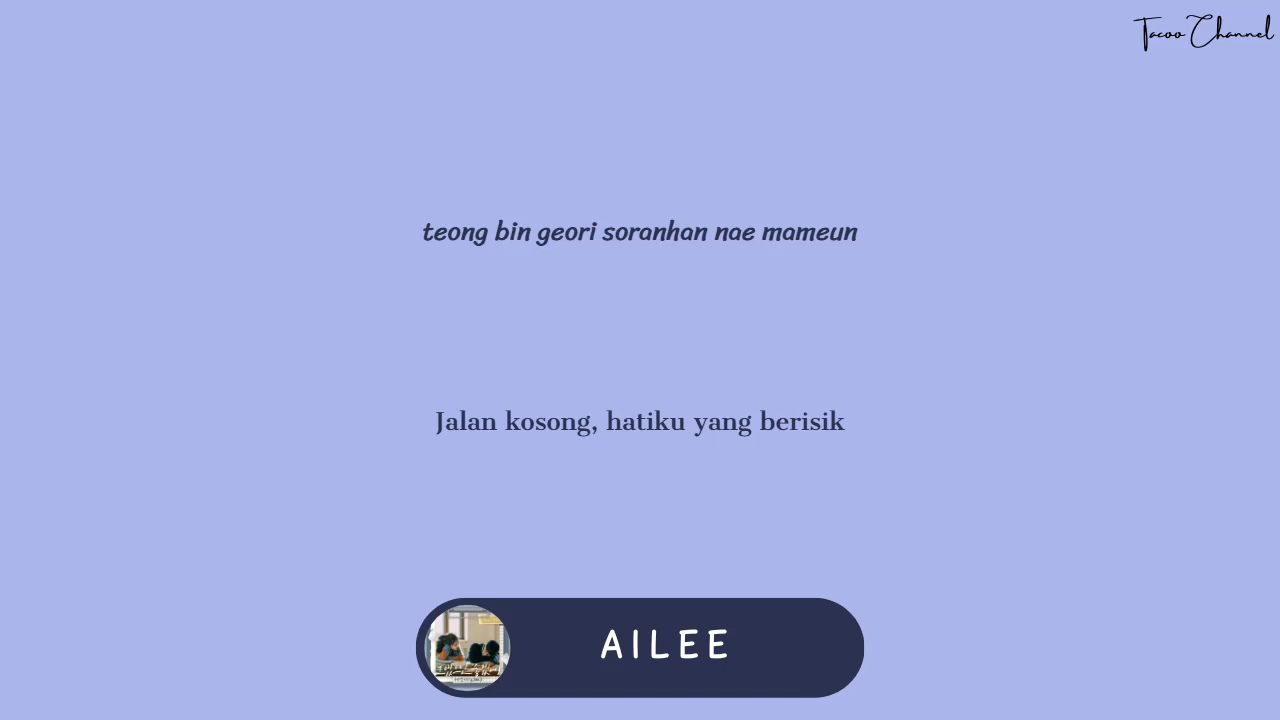 Tacoo Channel
teong bin geori soranhan nae mameun
Jalan kosong, hatiku yang berisik
AILEE